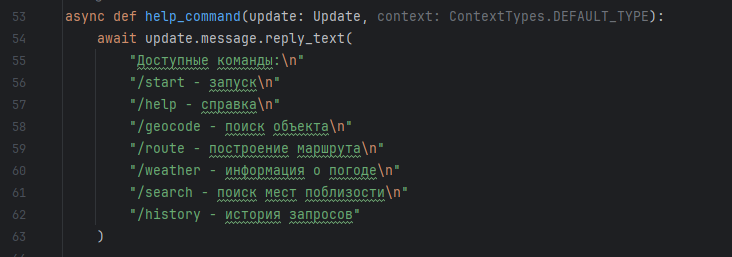 53 async def help_command(update: Update, context: ContextTypes.DEFAULT_TYPE):
54     await update.message.reply_text(
55         "Доступные команды:\n"
56         "/start - запуск\n"
57         "/help - справка\n"
58         "/geocode - поиск объекта\n"
59         "/route - построение маршрута\n"
60         "/weather - информация о погоде\n"
61         "/search - поиск мест поблизости\n"
62         "/history - история запросов"
63     )